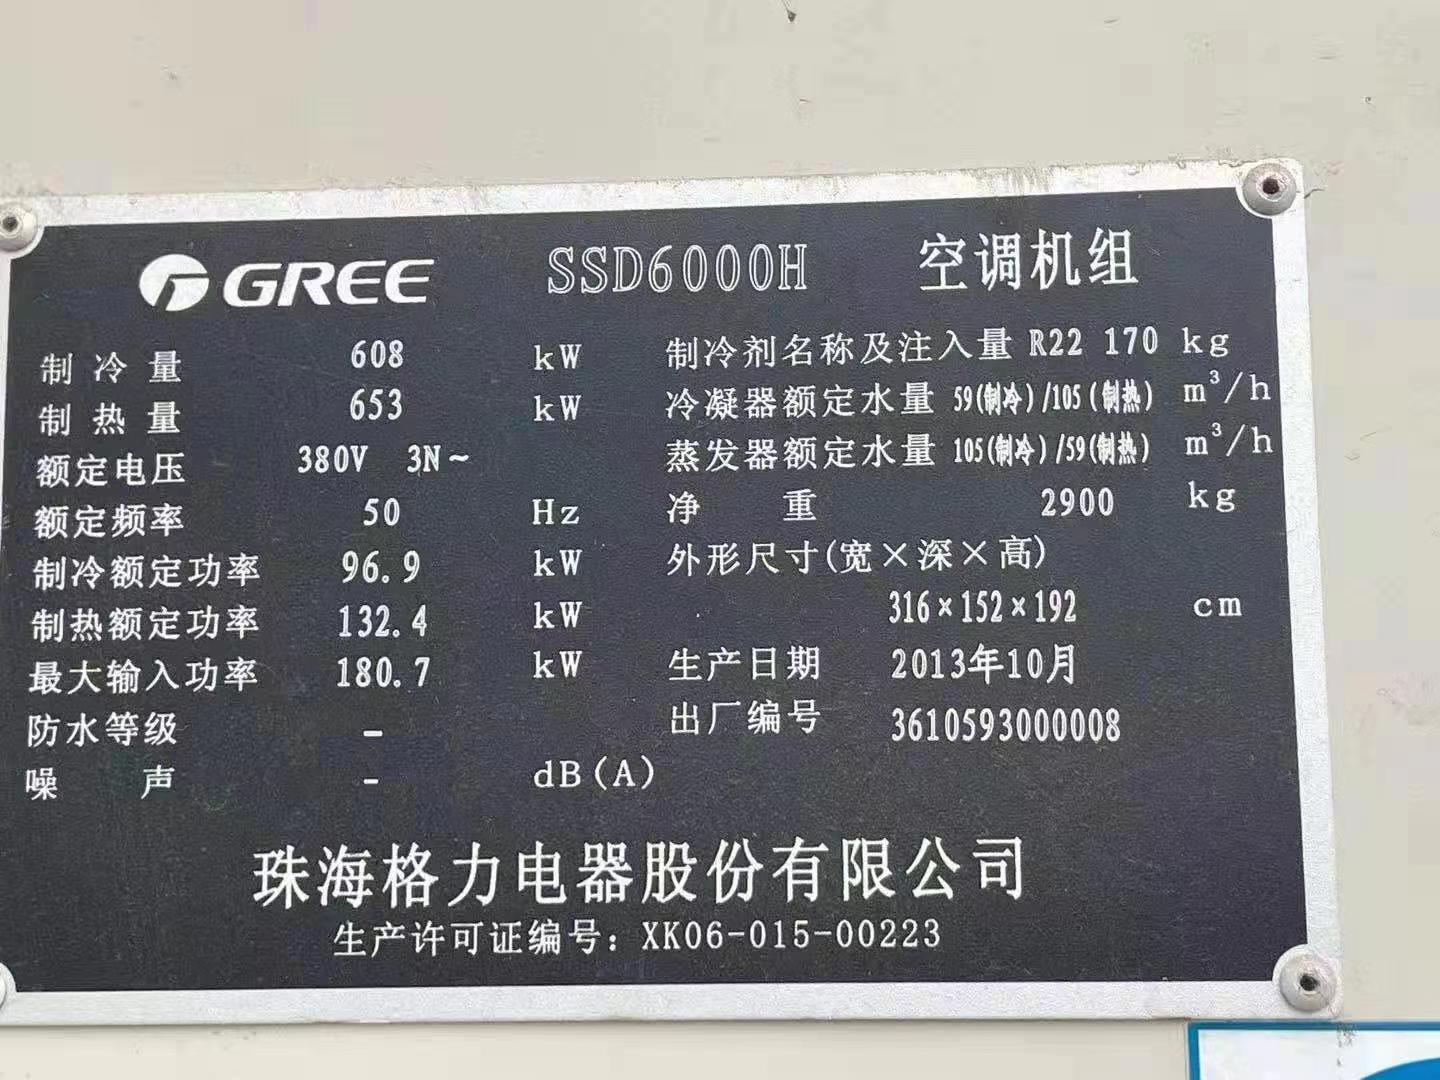 GREE SSD6000H 空调机组
制冷量 608 kW 制冷剂名称及注入量 R22 170 kg
制热量 653 kW 冷凝器额定水量 59(制冷)/105(制热) m³/h
额定电压 380V 3N~ 蒸发器额定水量 105(制冷)/59(制热) m³/h
额定频率 50 Hz 净重 2900 kg
制冷额定功率 96.9 kW 外形尺寸(宽×深×高)
制热额定功率 132.4 kW 316×152×192 cm
最大输入功率 180.7 kW 生产日期 2013年10月
防水等级 - 出厂编号 3610593000008
噪声 - dB(A)
珠海格力电器股份有限公司
生产许可证编号：XK06-015-00223